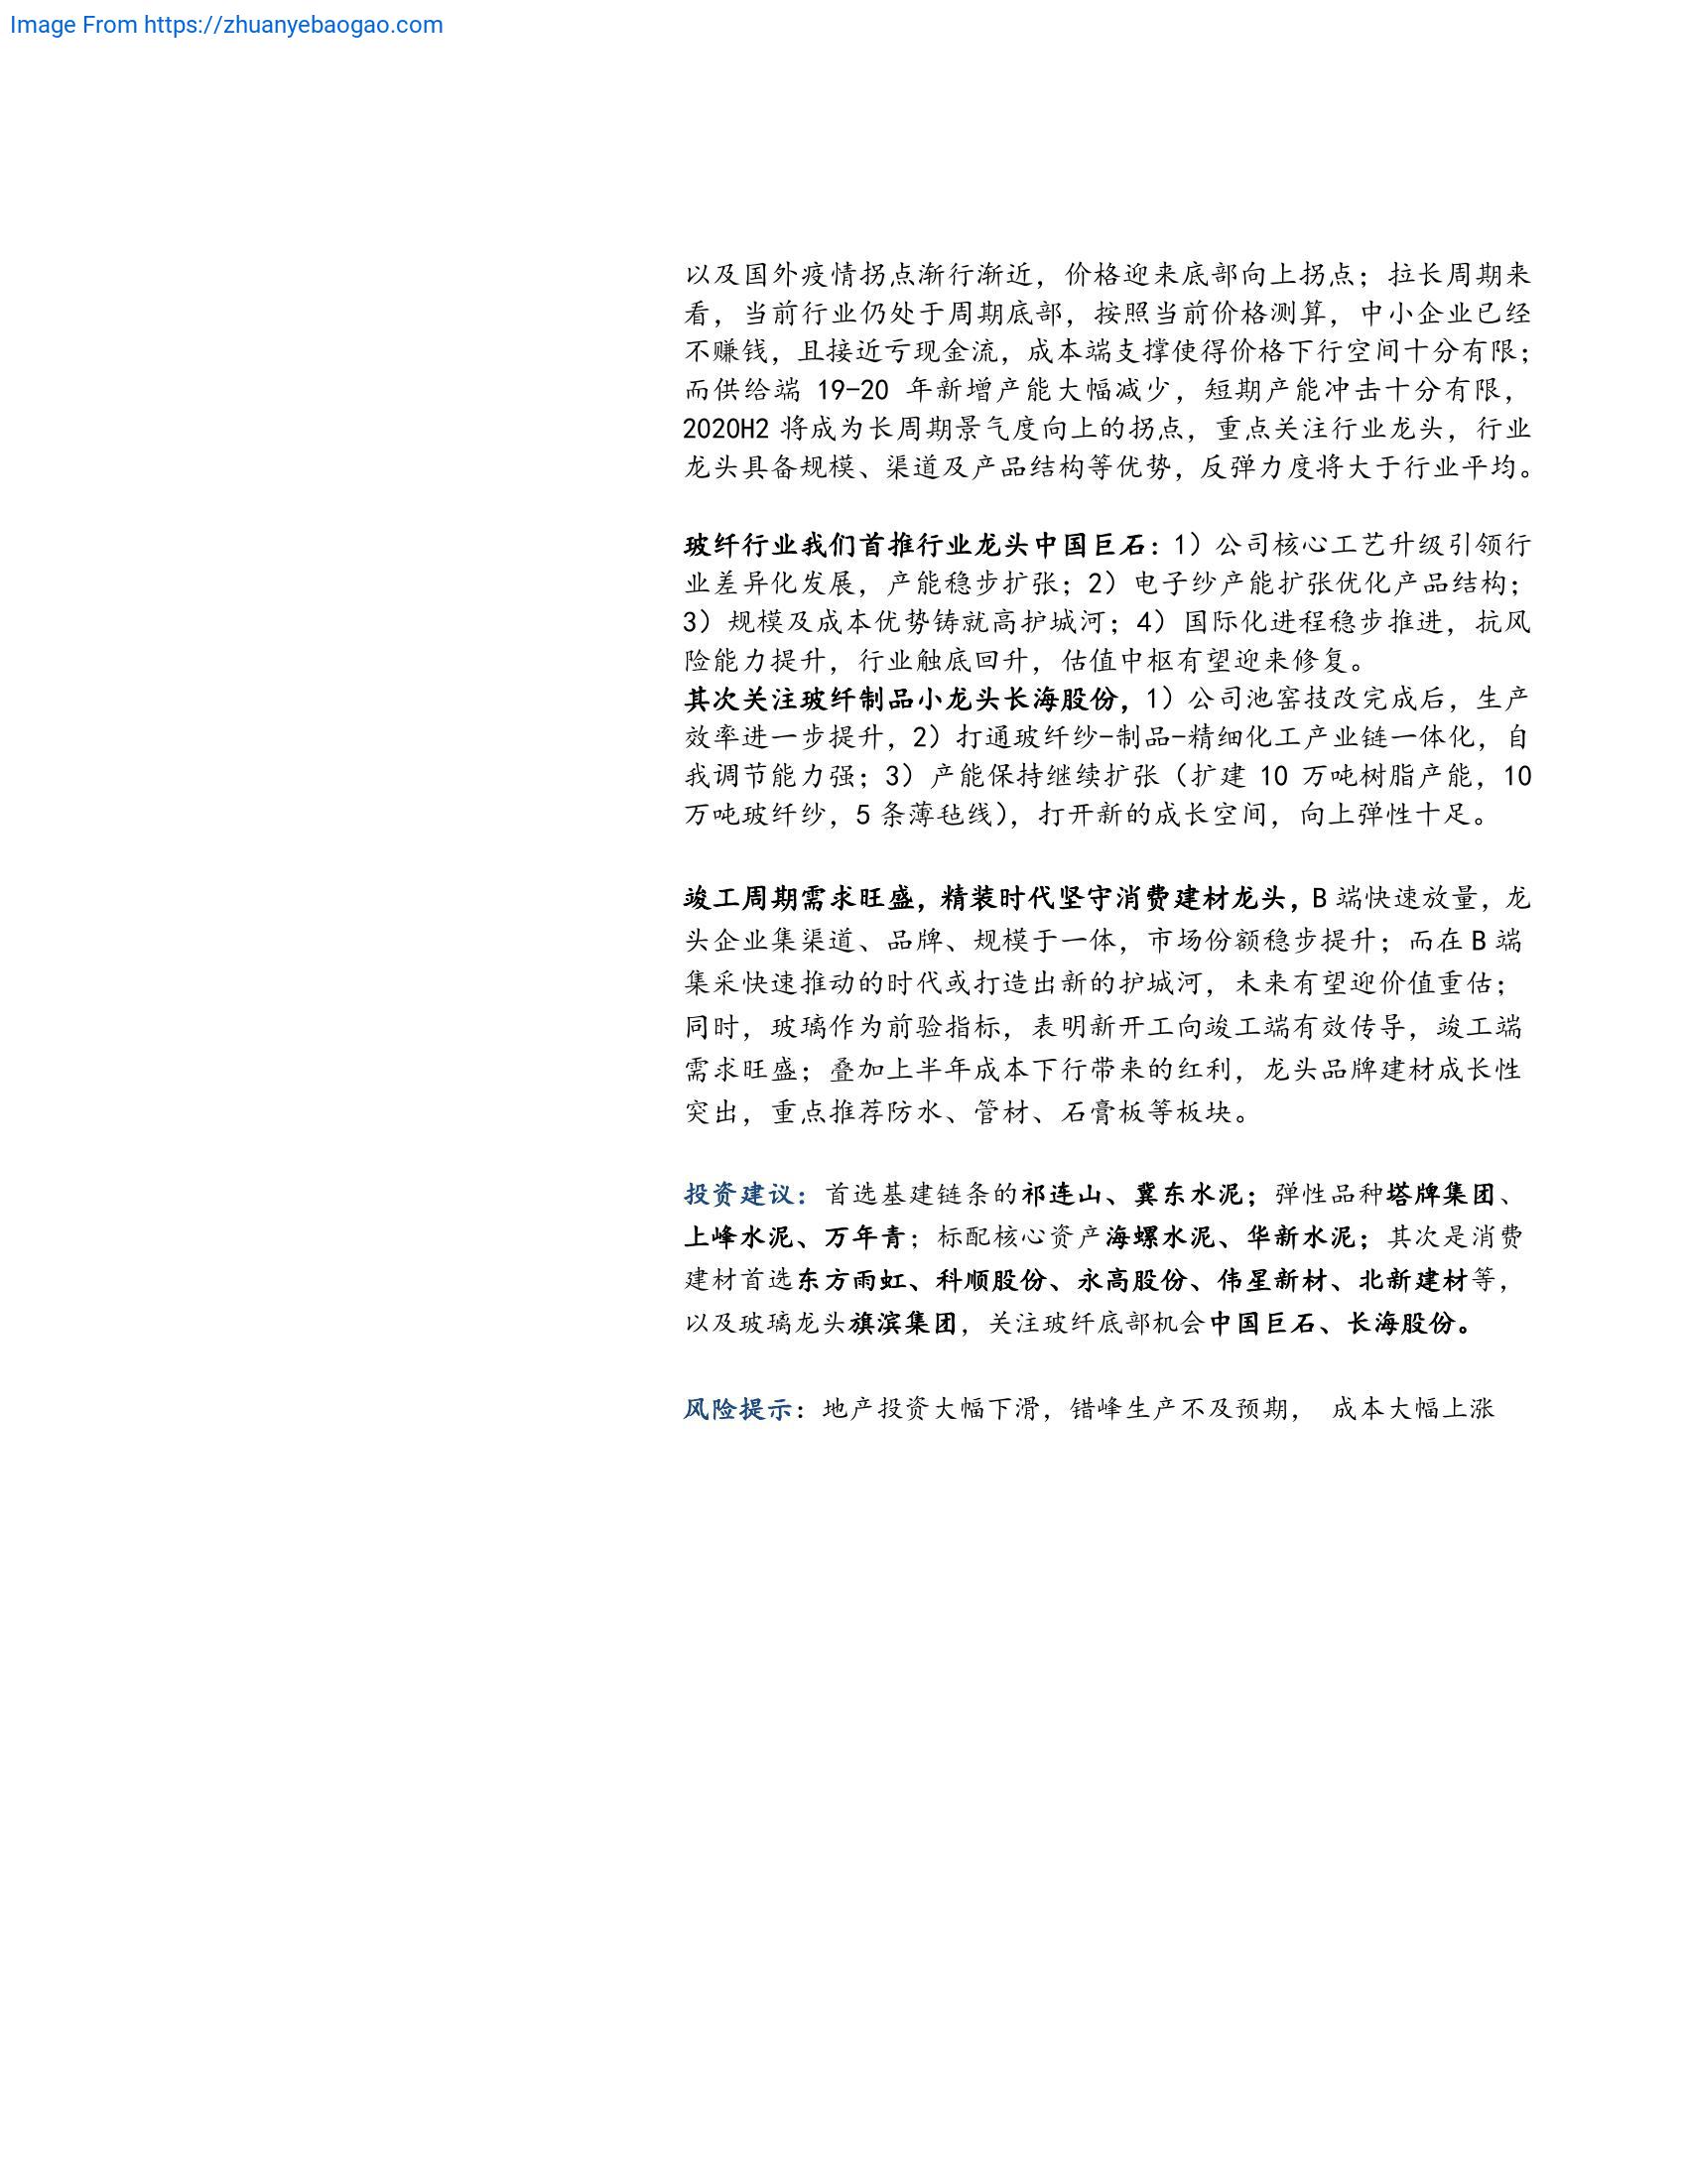 Image From https://zhuanyebaogao.com
以及国外疫情拐点渐行渐近，价格迎来底部向上拐点；拉长周期来
看，当前行业仍处于周期底部，按照当前价格测算，中小企业已经
不赚钱，且接近亏现金流，成本端支撑使得价格下行空间十分有限；
而供给端 19-20 年新增产能大幅减少，短期产能冲击十分有限，
2020H2 将成为长周期景气度向上的拐点，重点关注行业龙头，行业
龙头具备规模、渠道及产品结构等优势，反弹力度将大于行业平均。
玻纤行业我们首推行业龙头中国巨石：1）公司核心工艺升级引领行
业差异化发展，产能稳步扩张；2）电子纱产能扩张优化产品结构；
3）规模及成本优势铸就高护城河；4）国际化进程稳步推进，抗风
险能力提升，行业触底回升，估值中枢有望迎来修复。
其次关注玻纤制品小龙头长海股份，1）公司池窑技改完成后，生产
效率进一步提升，2）打通玻纤纱-制品-精细化工产业链一体化，自
我调节能力强；3）产能保持继续扩张（扩建 10 万吨树脂产能，10
万吨玻纤纱，5 条薄毡线），打开新的成长空间，向上弹性十足。
竣工周期需求旺盛，精装时代坚守消费建材龙头，B 端快速放量，龙
头企业集渠道、品牌、规模于一体，市场份额稳步提升；而在 B 端
集采快速推动的时代或打造出新的护城河，未来有望迎价值重估；
同时，玻璃作为前验指标，表明新开工向竣工端有效传导，竣工端
需求旺盛；叠加上半年成本下行带来的红利，龙头品牌建材成长性
突出，重点推荐防水、管材、石膏板等板块。
投资建议：首选基建链条的祁连山、冀东水泥；弹性品种塔牌集团、
上峰水泥、万年青；标配核心资产海螺水泥、华新水泥；其次是消费
建材首选东方雨虹、科顺股份、永高股份、伟星新材、北新建材等，
以及玻璃龙头旗滨集团，关注玻纤底部机会中国巨石、长海股份。
风险提示：地产投资大幅下滑，错峰生产不及预期， 成本大幅上涨